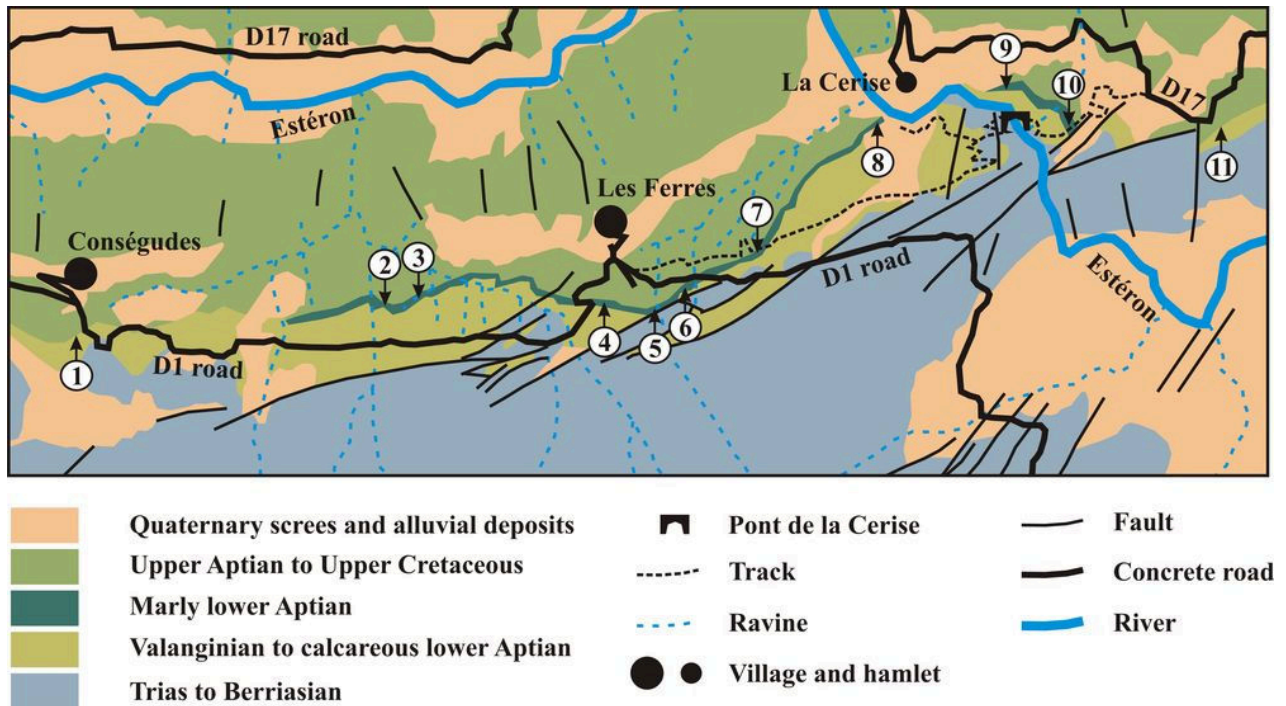 D17 road
Estéron
La Cerise
9
10
D17
8
11
Les Ferres
7
Conségudes
2
3
D1 road
Estéron
4
5
6
1
D1 road
Quaternary screes and alluvial deposits
Upper Aptian to Upper Cretaceous
Marly lower Aptian
Valanginian to calcareous lower Aptian
Trias to Berriasian
Pont de la Cerise
Track
Ravine
Village and hamlet
Fault
Concrete road
River